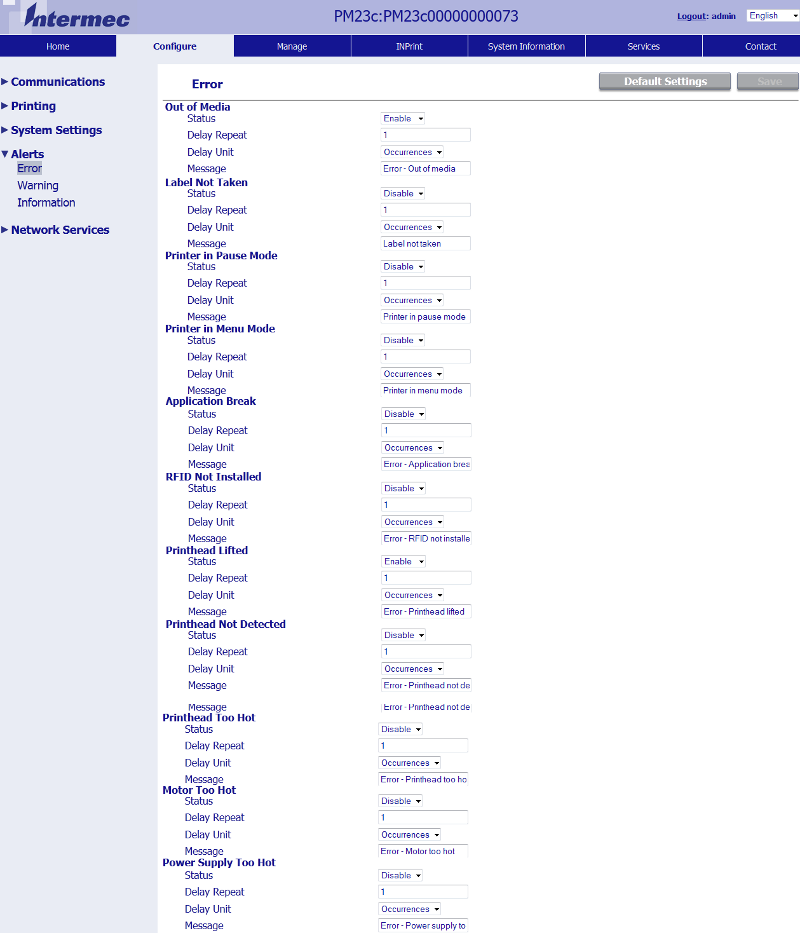 Intermec
PM23c:PM23c00000000073
Logout: admin English
Home Configure Manage INPrint System Information Services Contact
Communications
Printing
System Settings
Alerts
Error
Warning
Information
Network Services
Error Default Settings Save
Out of Media
Status Enable
Delay Repeat 1
Delay Unit Occurrences
Message Error - Out of media
Label Not Taken
Status Disable
Delay Repeat 1
Delay Unit Occurrences
Message Label not taken
Printer in Pause Mode
Status Disable
Delay Repeat 1
Delay Unit Occurrences
Message Printer in pause mode
Printer in Menu Mode
Status Disable
Delay Repeat 1
Delay Unit Occurrences
Message Printer in menu mode
Application Break
Status Disable
Delay Repeat 1
Delay Unit Occurrences
Message Error - Application brea
RFID Not Installed
Status Disable
Delay Repeat 1
Delay Unit Occurrences
Message Error - RFID not installe
Printhead Lifted
Status Enable
Delay Repeat 1
Delay Unit Occurrences
Message Error - Printhead lifted
Printhead Not Detected
Status Disable
Delay Repeat 1
Delay Unit Occurrences
Message Error - Printhead not de
Message Error - Printhead not de
Printhead Too Hot
Status Disable
Delay Repeat 1
Delay Unit Occurrences
Message Error - Printhead too ho
Motor Too Hot
Status Disable
Delay Repeat 1
Delay Unit Occurrences
Message Error - Motor too hot
Power Supply Too Hot
Status Disable
Delay Repeat 1
Delay Unit Occurrences
Message Error - Power supply to